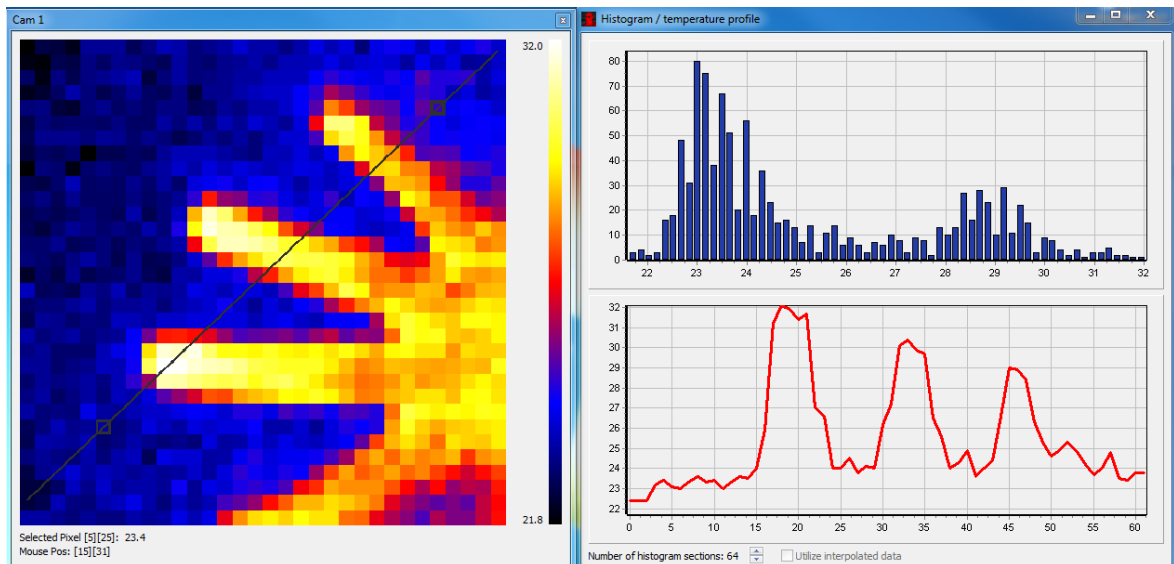 Cam 1
x
32.0
21.8
Selected Pixel [5][25]: 23.4
Mouse Pos: [15][31]
Histogram / temperature profile
80
70
60
50
40
30
20
10
0
22 23 24 25 26 27 28 29 30 31 32
32
31
30
29
28
27
26
25
24
23
22
0 5 10 15 20 25 30 35 40 45 50 55 60
Number of histogram sections: 64
Utilize interpolated data